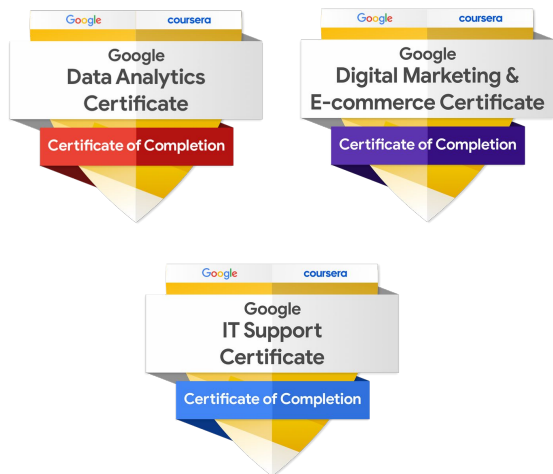 Google coursera
Google
Data Analytics
Certificate
Certificate of Completion
Google coursera
Google
Digital Marketing &
E-commerce Certificate
Certificate of Completion
Google coursera
Google
IT Support
Certificate
Certificate of Completion